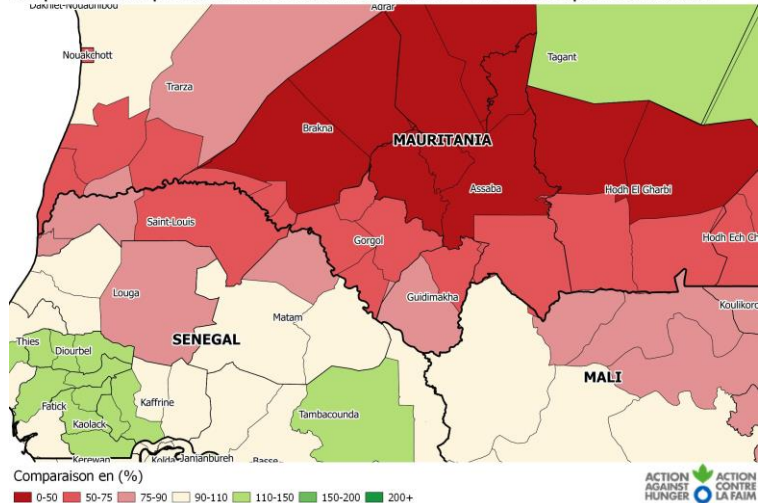 Dakhlet-Nouadhibou
Adrar
Nouakchott
Tagant
Trarza
Brakna
MAURITANIA
Assaba
Hodh El Gharbi
Saint-Louis
Gorgol
Hodh Ech Ch
Louga
Guidimakha
Koulikoro
Matam
SENEGAL
Thies
Diourbel
MALI
Fatick
Kaffrine
Tambacounda
Kaolack
Kerewan
Kolda
Janjanbureh
Basse
Comparaison en (%)
0-50 50-75 75-90 90-110 110-150 150-200 200+
ACTION AGAINST HUNGER
ACTION CONTRE LA FAIM